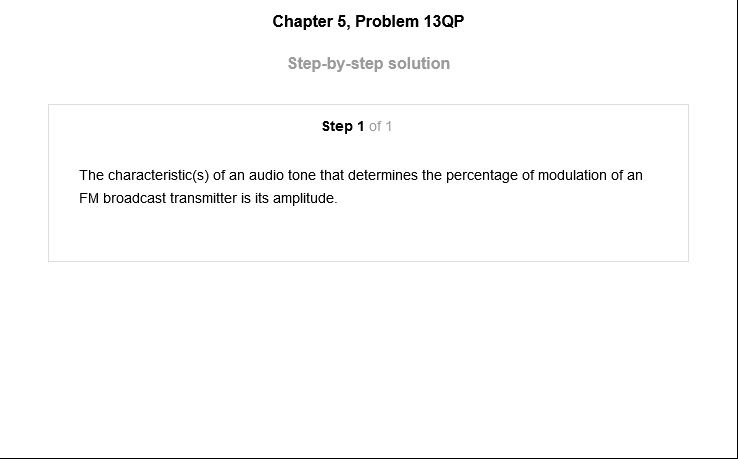 Chapter 5, Problem 13QP
Step-by-step solution
Step 1 of 1
The characteristic(s) of an audio tone that determines the percentage of modulation of an
FM broadcast transmitter is its amplitude.